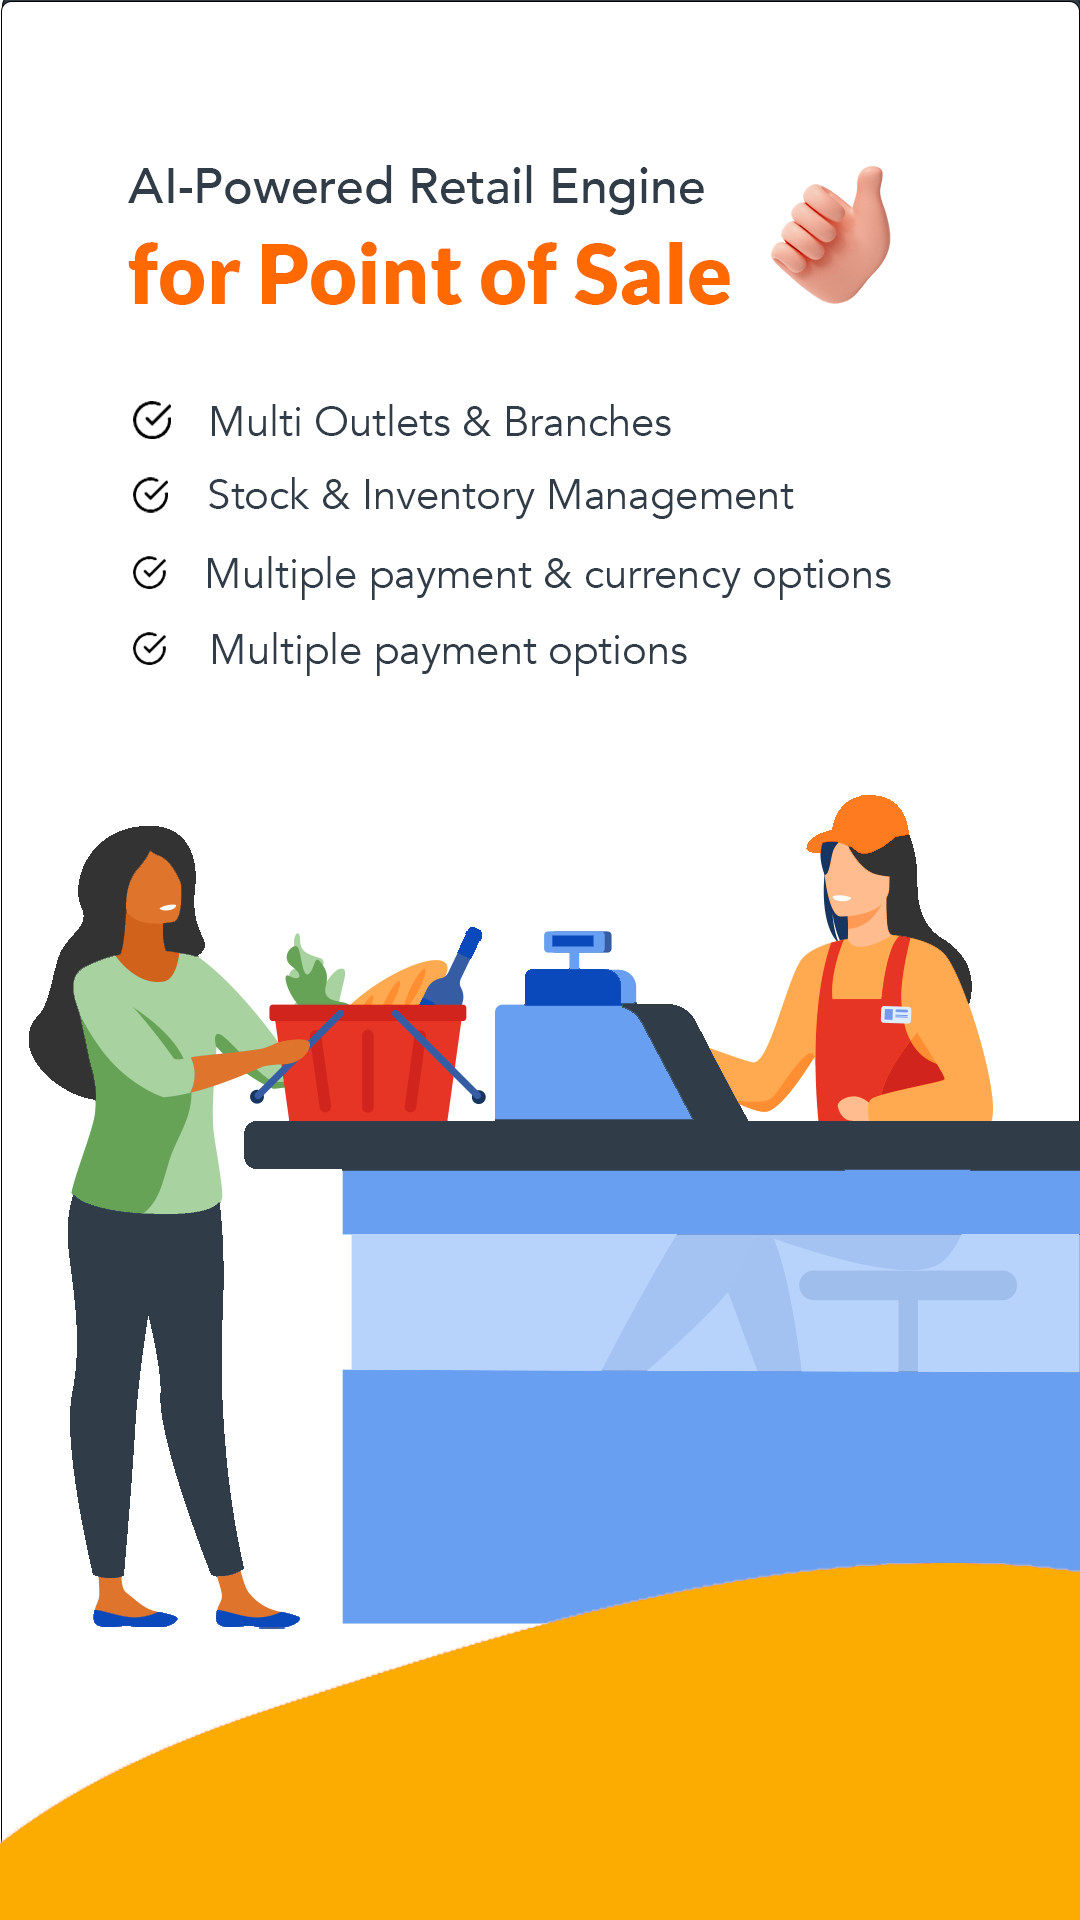 AI-Powered Retail Engine
for Point of Sale
Multi Outlets & Branches
Stock & Inventory Management
Multiple payment & currency options
Multiple payment options